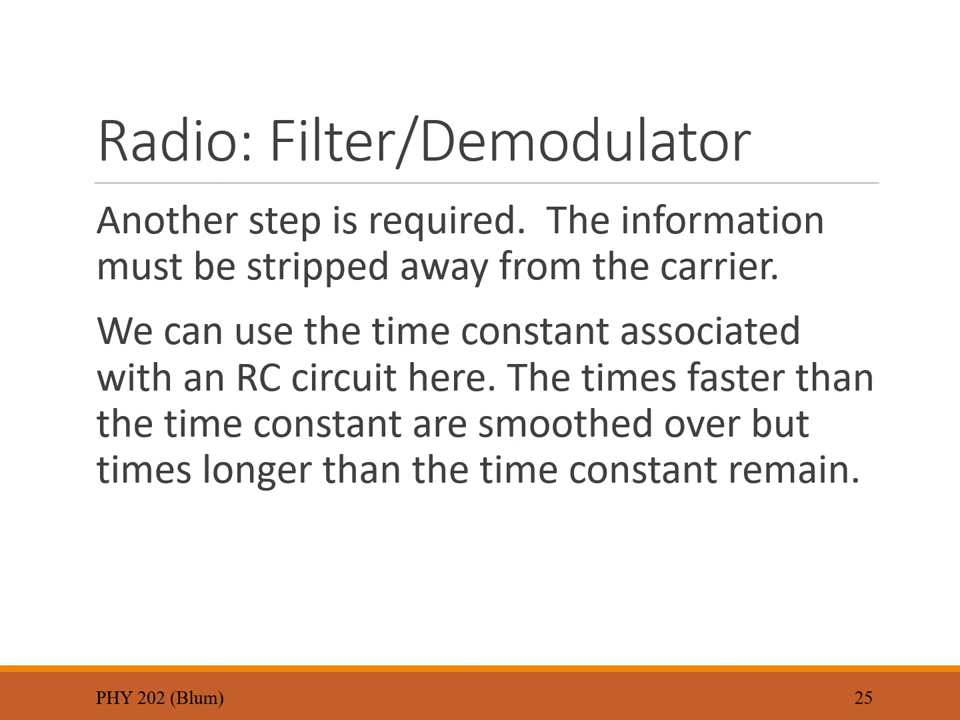 Radio: Filter/Demodulator
Another step is required.  The information
must be stripped away from the carrier.
We can use the time constant associated
with an RC circuit here. The times faster than
the time constant are smoothed over but
times longer than the time constant remain.
PHY 202 (Blum)
25